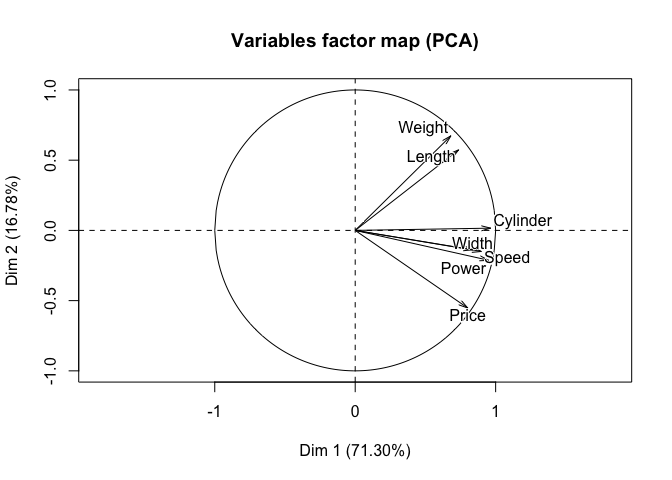 Variables factor map (PCA)
Dim 2 (16.78%)
1.0
0.5
0.0
-0.5
-1.0
Weight
Length
Cylinder
Width
Speed
Power
Price
-1
0
1
Dim 1 (71.30%)